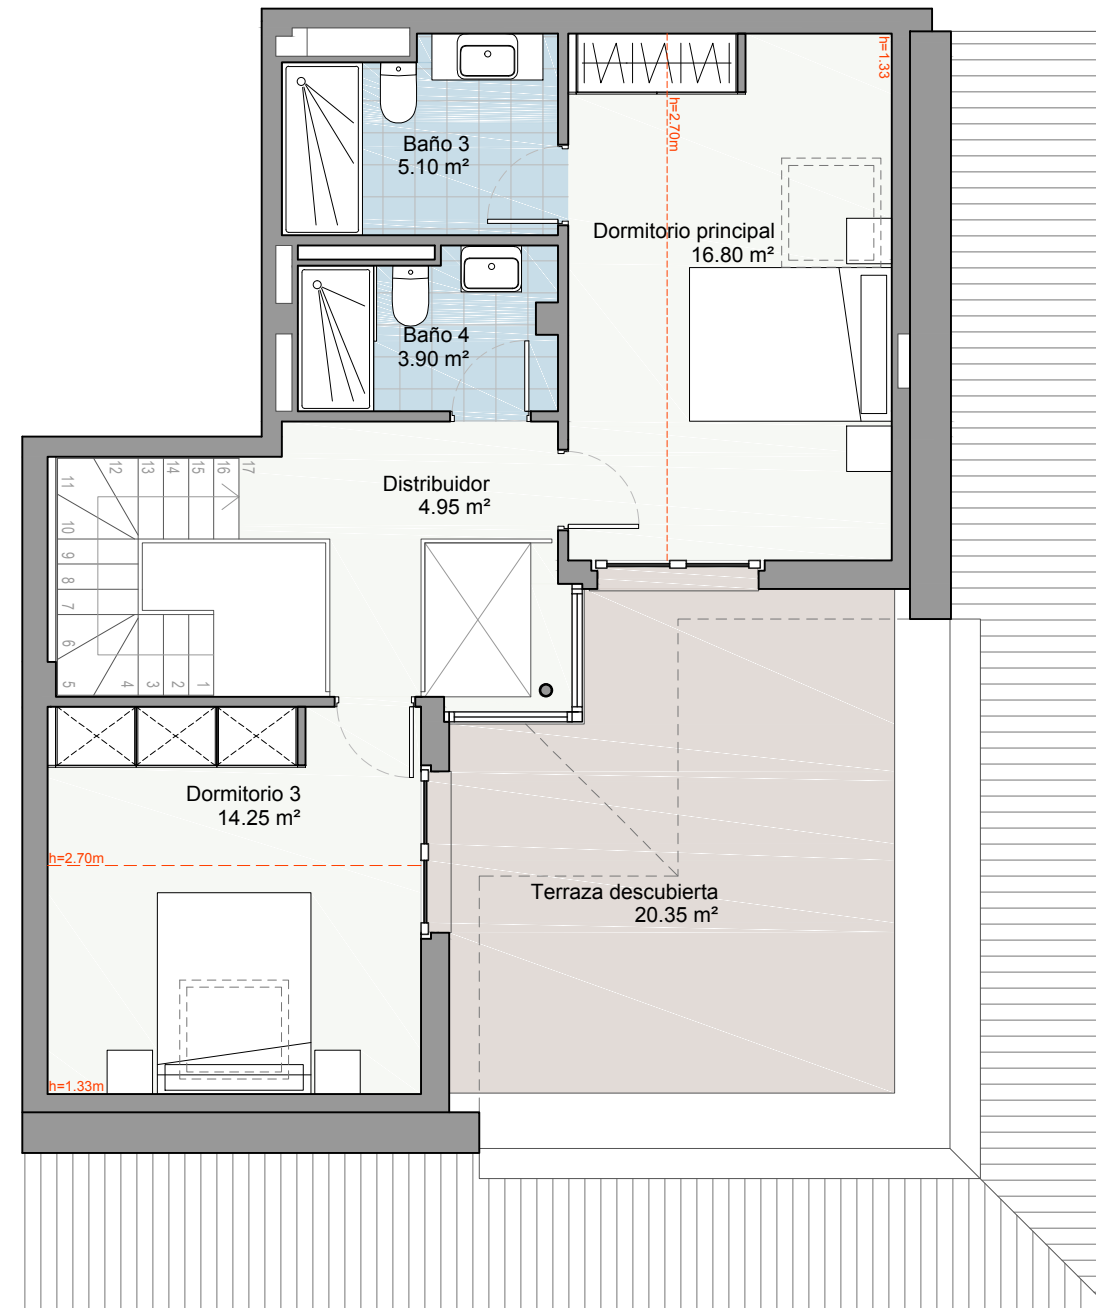 h=1.33
h=2.70m
Baño 3
5.10 m²
Dormitorio principal
16.80 m²
Baño 4
3.90 m²
Distribuidor
4.95 m²
17
16
15
14
13
12
11
10
9
8
7
6
5
4
3
2
1
Dormitorio 3
14.25 m²
h=2.70m
Terraza descubierta
20.35 m²
h=1.33m